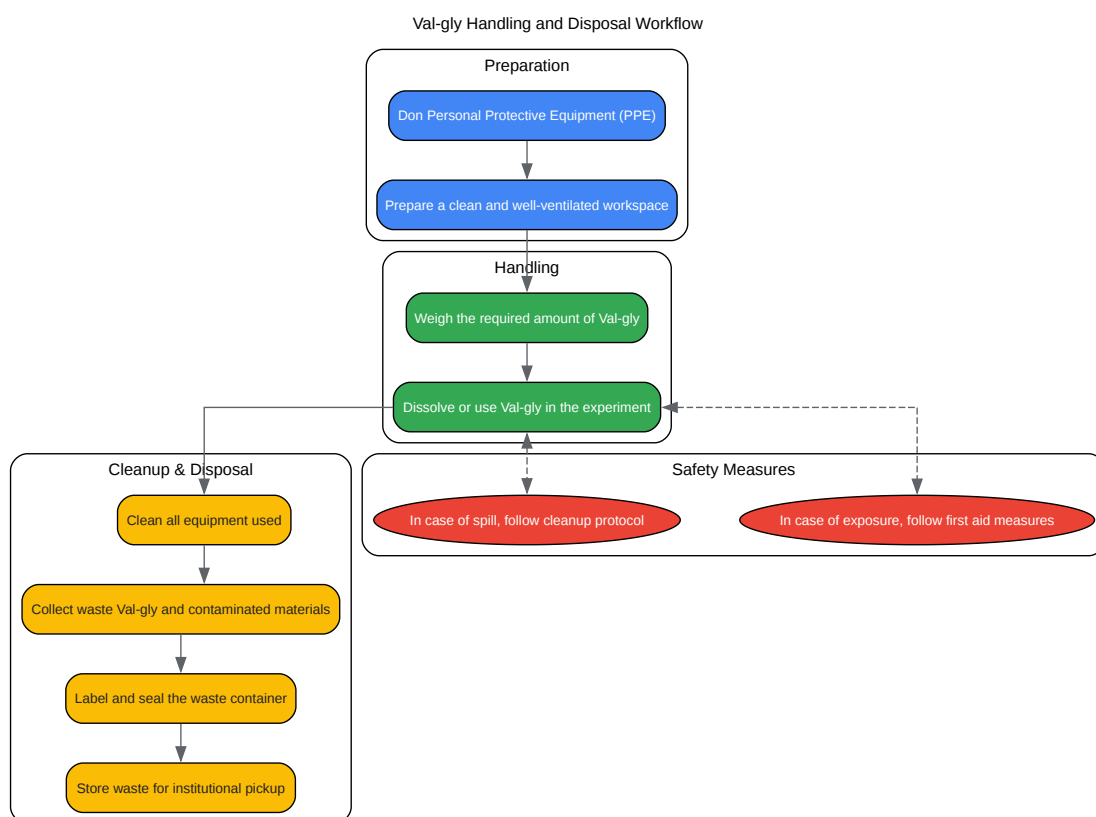 Val-gly Handling and Disposal Workflow
Preparation
Don Personal Protective Equipment (PPE)
Prepare a clean and well-ventilated workspace
Handling
Weigh the required amount of Val-gly
Dissolve or use Val-gly in the experiment
Cleanup & Disposal
Clean all equipment used
Collect waste Val-gly and contaminated materials
Label and seal the waste container
Store waste for institutional pickup
Safety Measures
In case of spill, follow cleanup protocol
In case of exposure, follow first aid measures